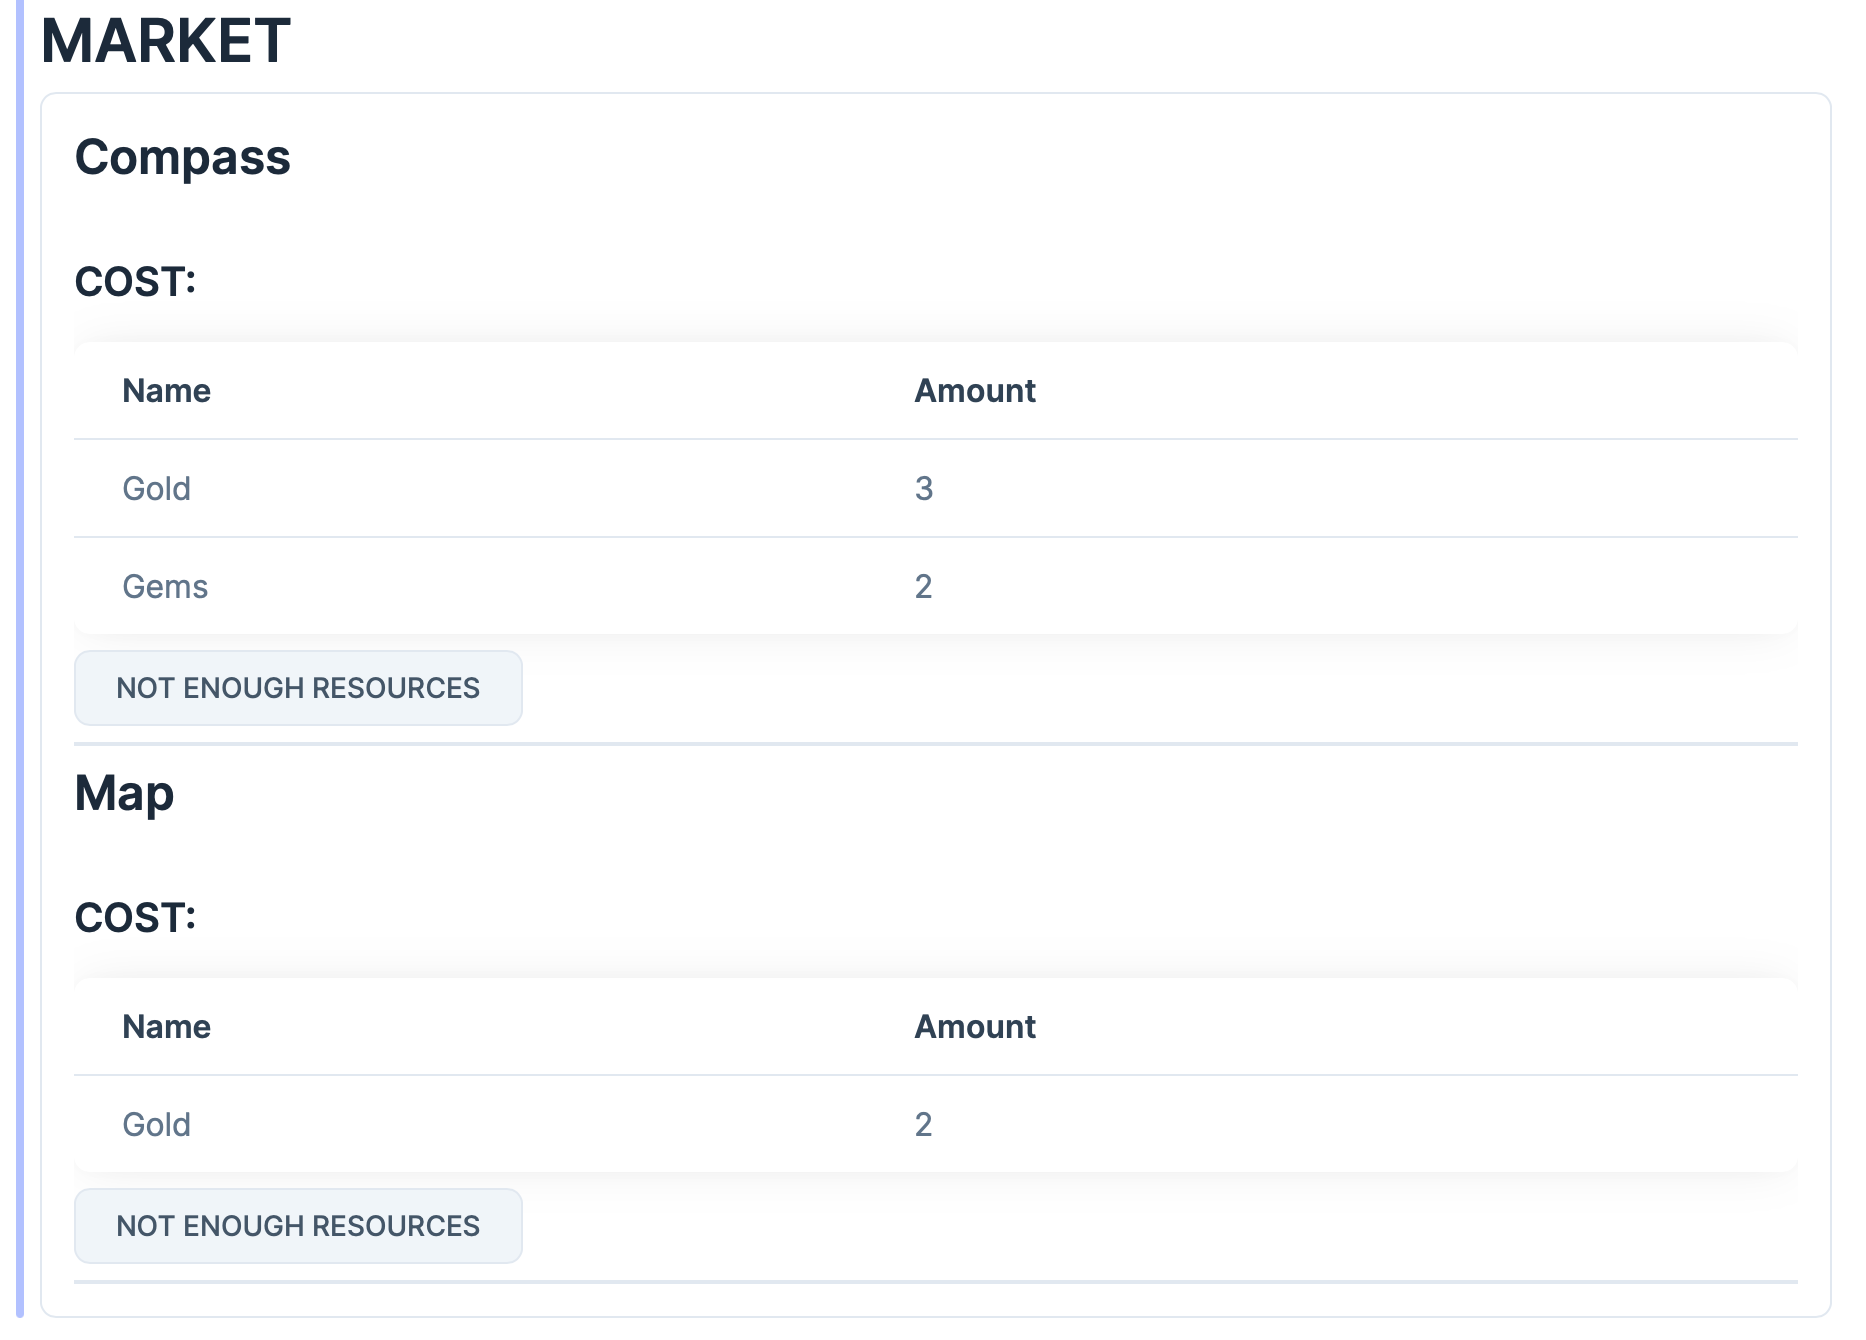 MARKET
Compass
COST:
Name Amount
Gold 3
Gems 2
NOT ENOUGH RESOURCES
Map
COST:
Name Amount
Gold 2
NOT ENOUGH RESOURCES